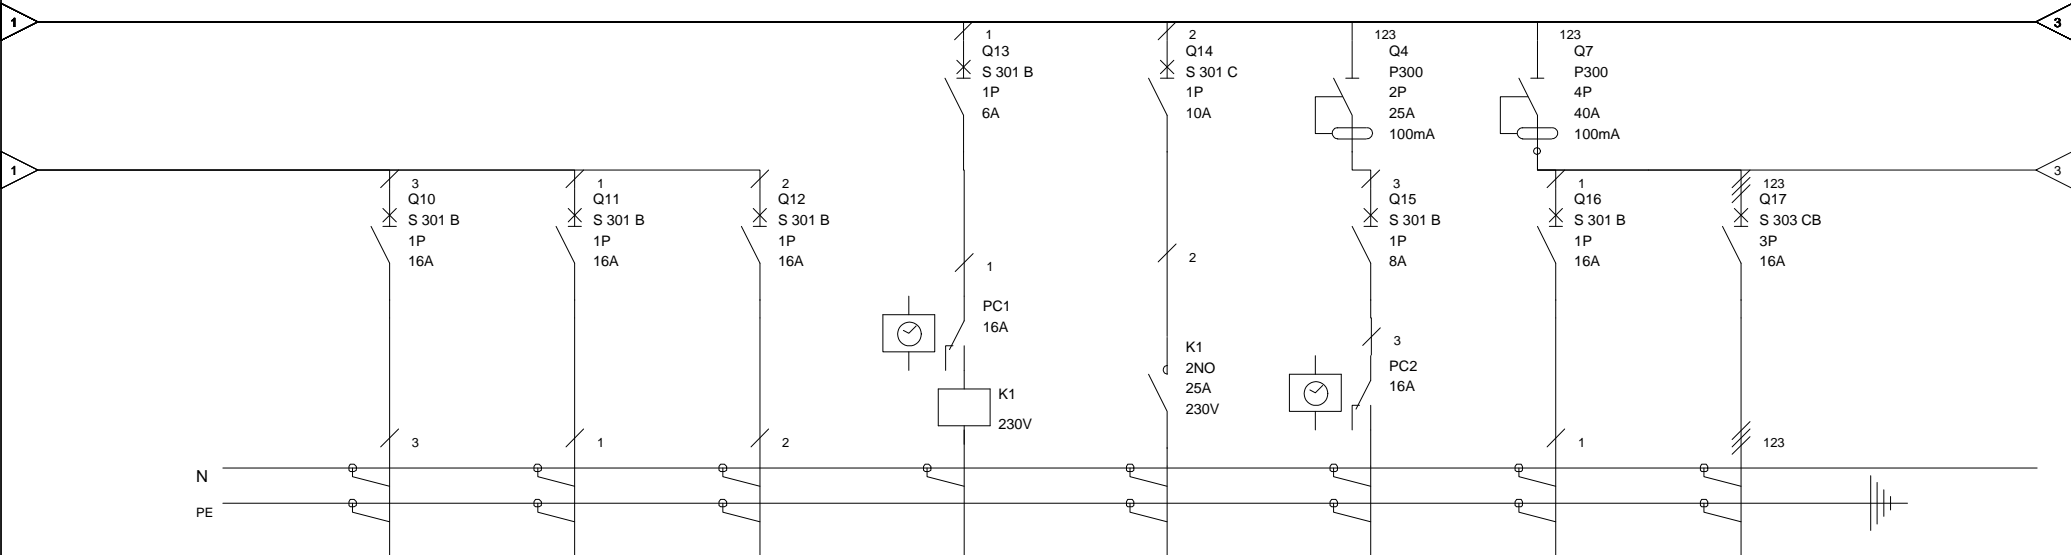 1
3
1
Q13
S 301 B
1P
6A
2
Q14
S 301 C
1P
10A
123
Q4
P300
2P
25A
100mA
123
Q7
P300
4P
40A
100mA
1
3
3
Q10
S 301 B
1P
16A
1
Q11
S 301 B
1P
16A
2
Q12
S 301 B
1P
16A
3
Q15
S 301 B
1P
8A
1
Q16
S 301 B
1P
16A
123
Q17
S 303 CB
3P
16A
1
2
PC1
16A
3
K1
2NO
25A
230V
PC2
16A
K1
230V
3
1
2
1
123
N
PE